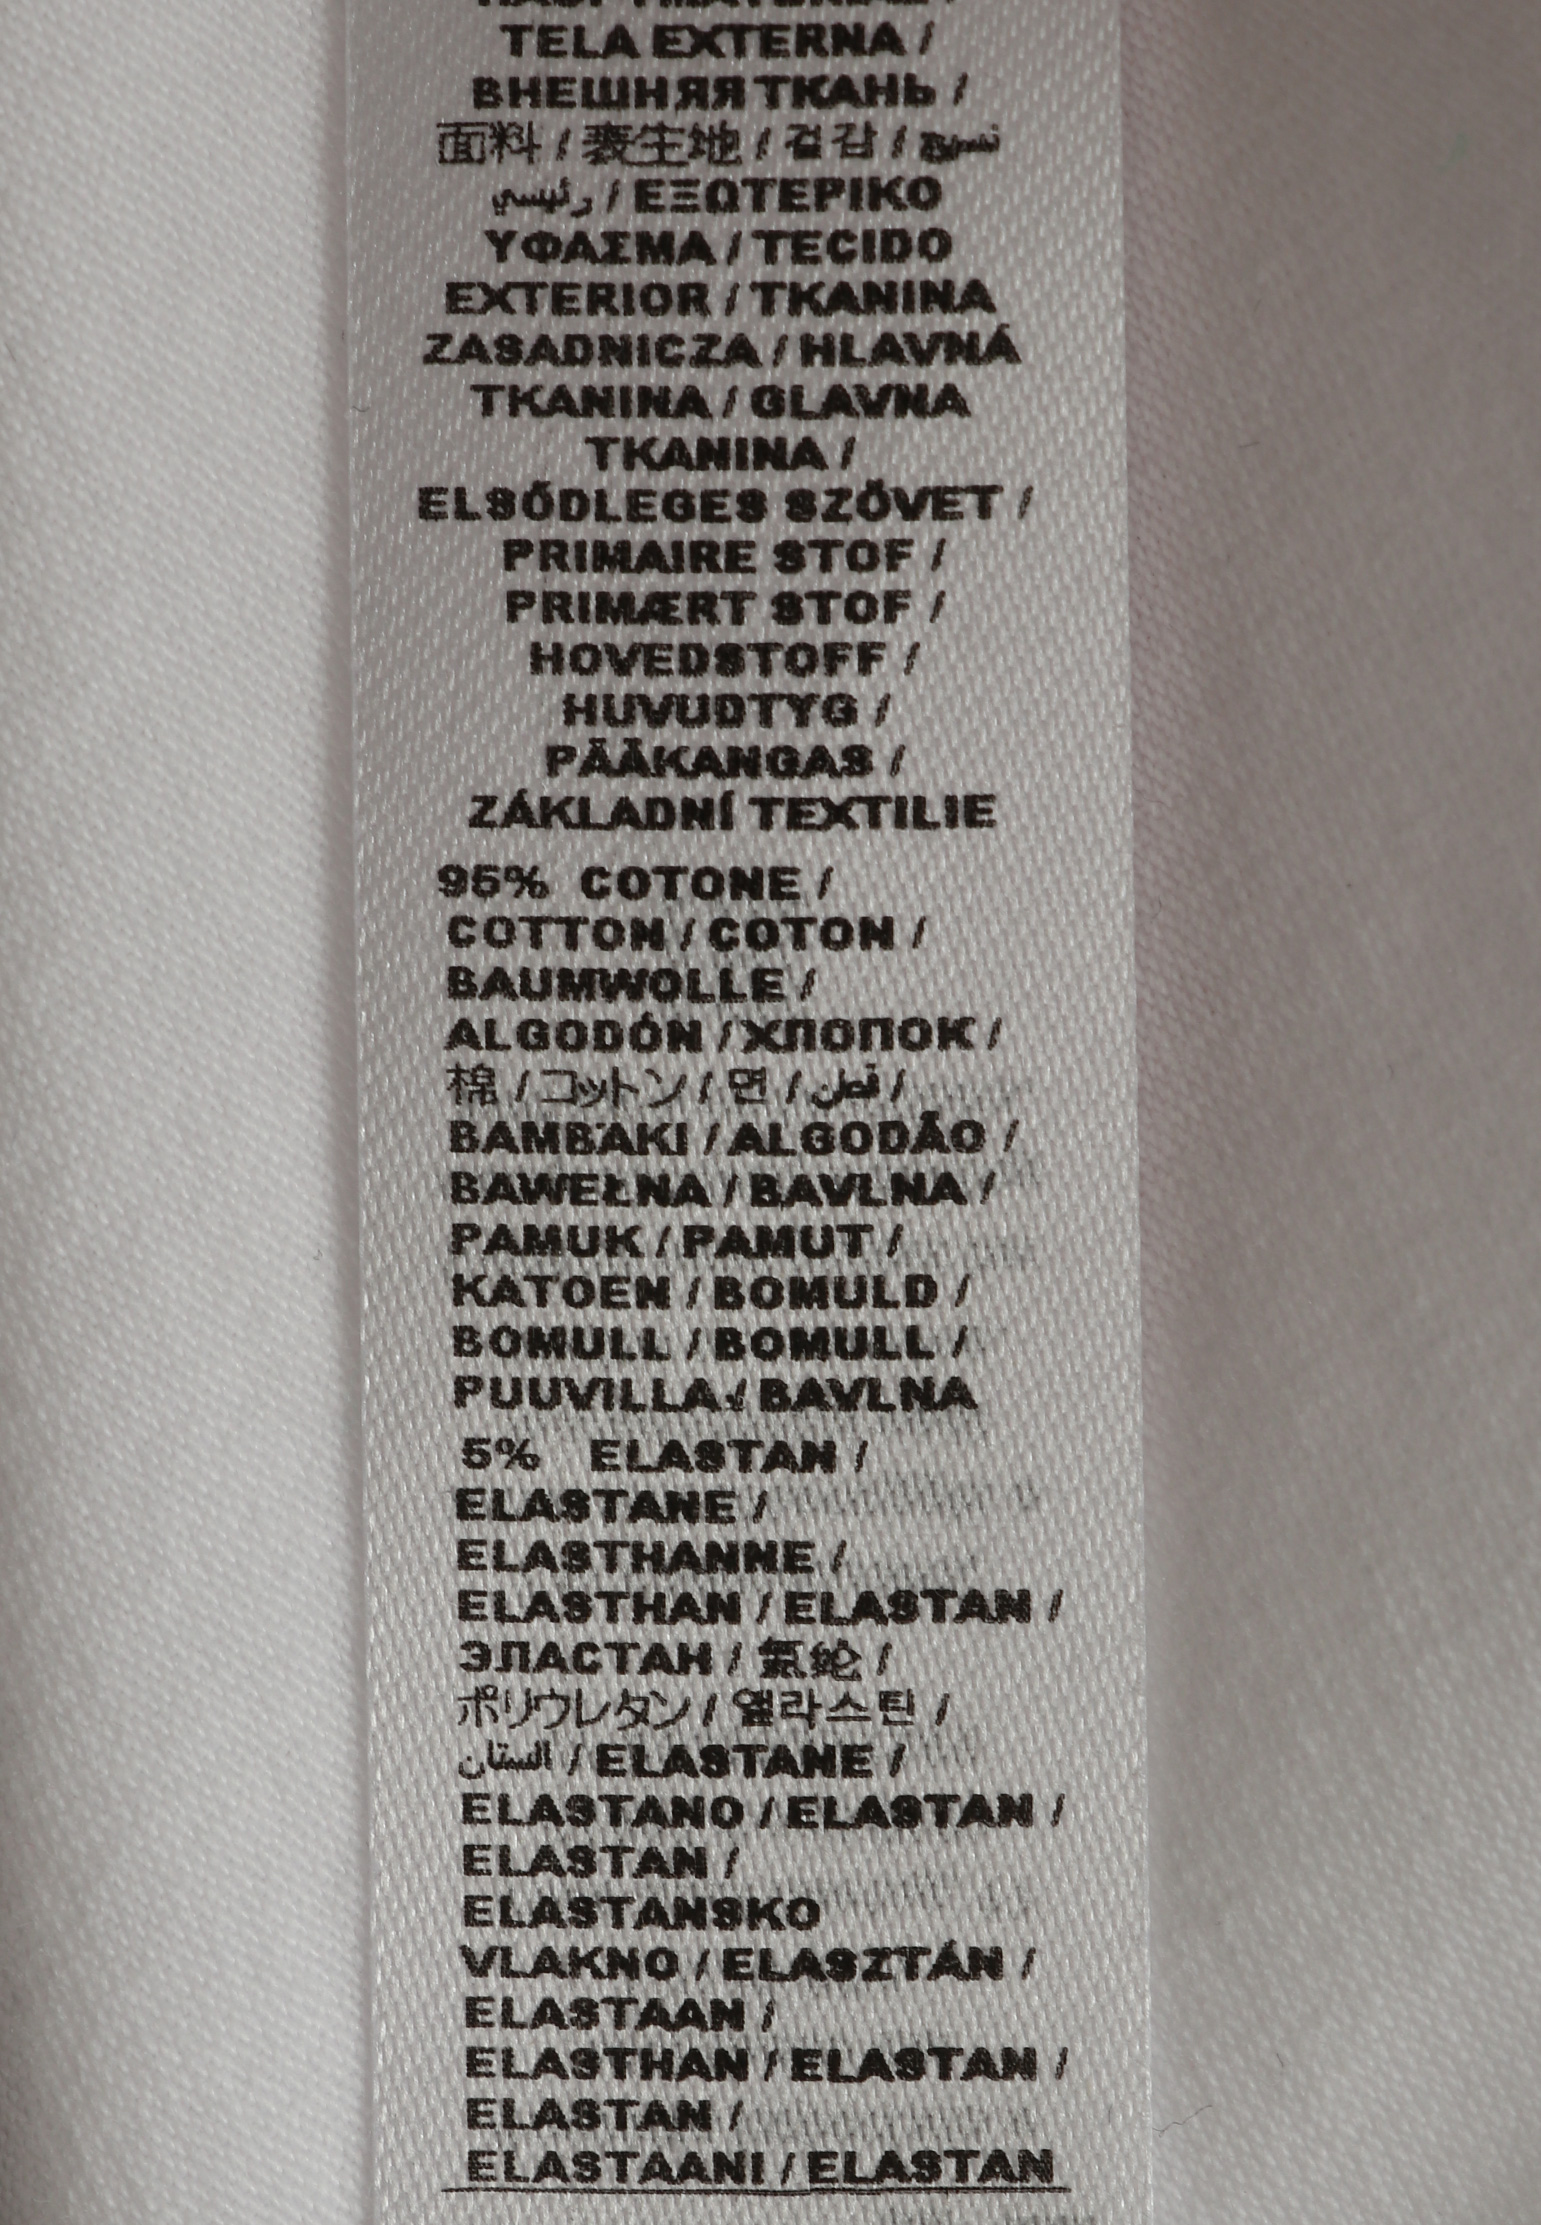 TELA EXTERNA /
ВНЕШНЯЯ ТКАНЬ /
面料 / 表生地 / 겉감 / نسيج
رئيسي / ΕΞΩΤΕΡΙΚΟ
ΥΦΑΣΜΑ / TECIDO
EXTERIOR / TKANINA
ZASADNICZA / HLAVNÁ
TKANINA / GLAVNA
TKANINA /
ELSŐDLEGES SZÖVET /
PRIMAIRE STOF /
PRIMÆRT STOF /
HOVEDSTOFF /
HUVUDTYG /
PÄÄKANGAS /
ZÁKLADNÍ TEXTILIE
95% COTONE /
COTTON / COTON /
BAUMWOLLE /
ALGODÓN / ХЛОПОК /
棉 / コットン / 면 / قطن /
ΒΑΜΒΆΚΙ / ALGODÃO /
BAWEŁNA / BAVLNA /
PAMUK / PAMUT /
KATOEN / BOMULD /
BOMULL / BOMULL /
PUUVILLA / BAVLNA
5% ELASTAN /
ELASTANE /
ELASTHANNE /
ELASTHAN / ELASTAN /
ЭЛАСТАН / 氨纶 /
ポリウレタン / 엘라스틴 /
الستان / ELASTANE /
ELASTANO / ELASTAN /
ELASTAN /
ELASTANSKO
VLAKNO / ELASZTÁN /
ELASTAAN /
ELASTHAN / ELASTAN /
ELASTAN /
ELASTAANI / ELASTAN